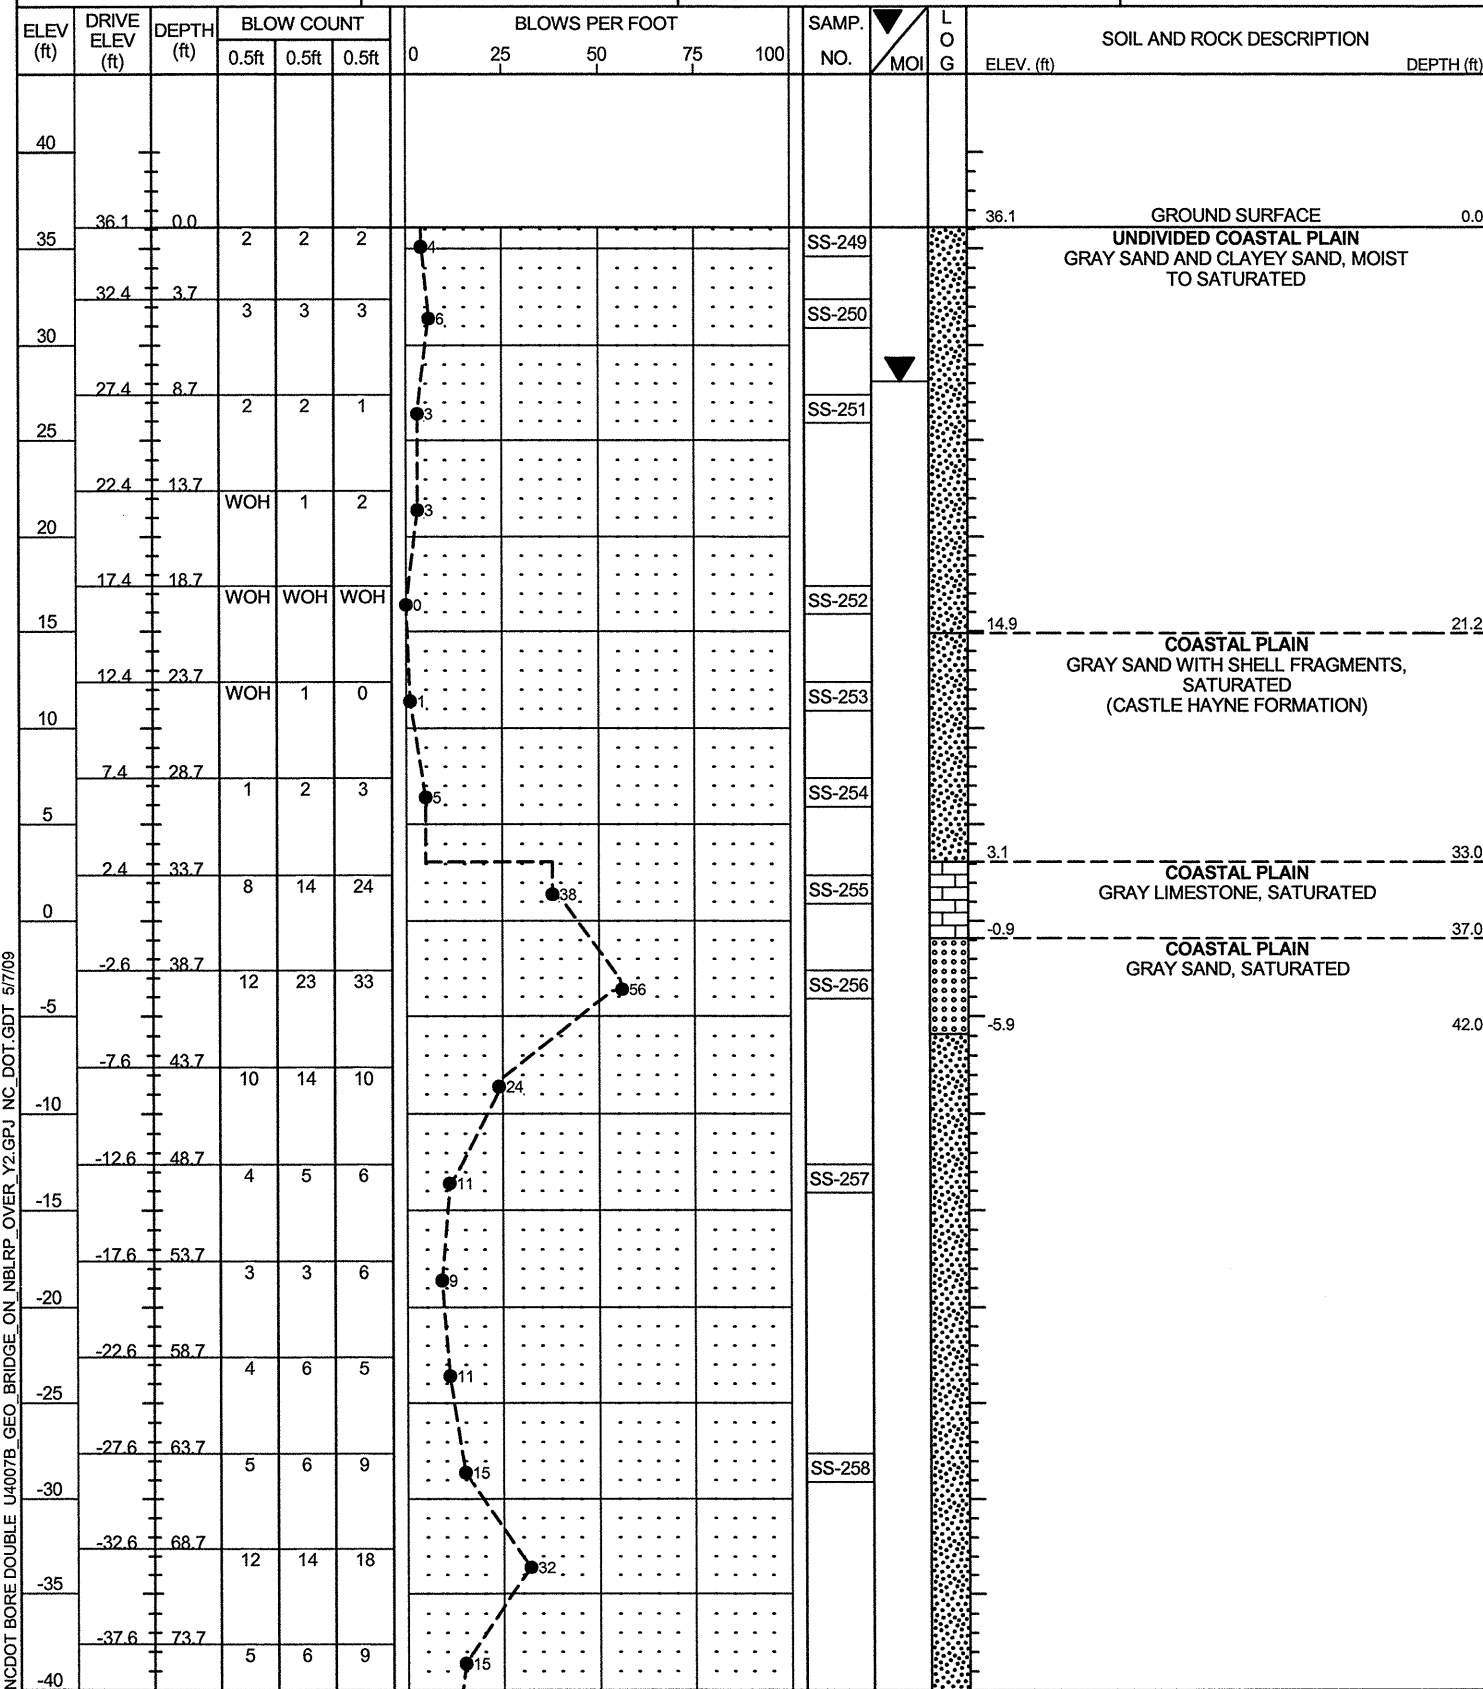 ELEV (ft) DRIVE ELEV (ft) DEPTH (ft) BLOW COUNT BLOWS PER FOOT SAMP. NO. MOI LOG SOIL AND ROCK DESCRIPTION
0.5ft 0.5ft 0.5ft 0 25 50 75 100 ELEV. (ft) DEPTH (ft)
40
36.1 0.0 36.1 GROUND SURFACE 0.0
35 2 2 2 4 SS-249 UNDIVIDED COASTAL PLAIN
GRAY SAND AND CLAYEY SAND, MOIST
TO SATURATED
32.4 3.7
3 3 3 6 SS-250
30
27.4 8.7
2 2 1 3 SS-251
25
22.4 13.7
WOH 1 2 3
20
17.4 18.7
WOH WOH WOH 0 SS-252
15 14.9 21.2
COASTAL PLAIN
GRAY SAND WITH SHELL FRAGMENTS,
SATURATED
(CASTLE HAYNE FORMATION)
12.4 23.7
WOH 1 0 1 SS-253
10
7.4 28.7
1 2 3 5 SS-254
5
3.1 33.0
COASTAL PLAIN
GRAY LIMESTONE, SATURATED
2.4 33.7
8 14 24 38 SS-255
0
-0.9 37.0
COASTAL PLAIN
GRAY SAND, SATURATED
-2.6 38.7
12 23 33 56 SS-256
-5
-5.9 42.0
-7.6 43.7
10 14 10 24
-10
-12.6 48.7
4 5 6 11 SS-257
-15
-17.6 53.7
3 3 6 9
-20
-22.6 58.7
4 6 5 11
-25
-27.6 63.7
5 6 9 15 SS-258
-30
-32.6 68.7
12 14 18 32
-35
-37.6 73.7
5 6 9 15
-40
NCDOT BORE DOUBLE U4007B_GEO_BRIDGE_ON_NBLRP_OVER_Y2.GPJ NC_DOT.GDT 5/7/09